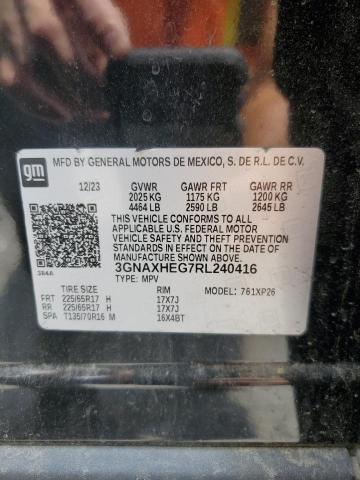 gm
MFD BY GENERAL MOTORS DE MEXICO, S. DE R.L. DE C.V.
12/23 GVWR GAWR FRT GAWR RR
2025 KG 1175 KG 1200 KG
4464 LB 2590 LB 2645 LB
THIS VEHICLE CONFORMS TO ALL
APPLICABLE U.S. FEDERAL MOTOR
VEHICLE SAFETY, BUMPER, AND THEFT
PREVENTION STANDARDS IN EFFECT ON
THE DATE OF MANUFACTURE SHOWN ABOVE.
384A
3GNAXHEG7RL240416
TYPE: MPV
TIRE SIZE RIM MODEL: 761XP26
FRT 225/65R17 H 17X7J
RR 225/65R17 H 17X7J
SPA T135/70R16 M 16X4BT